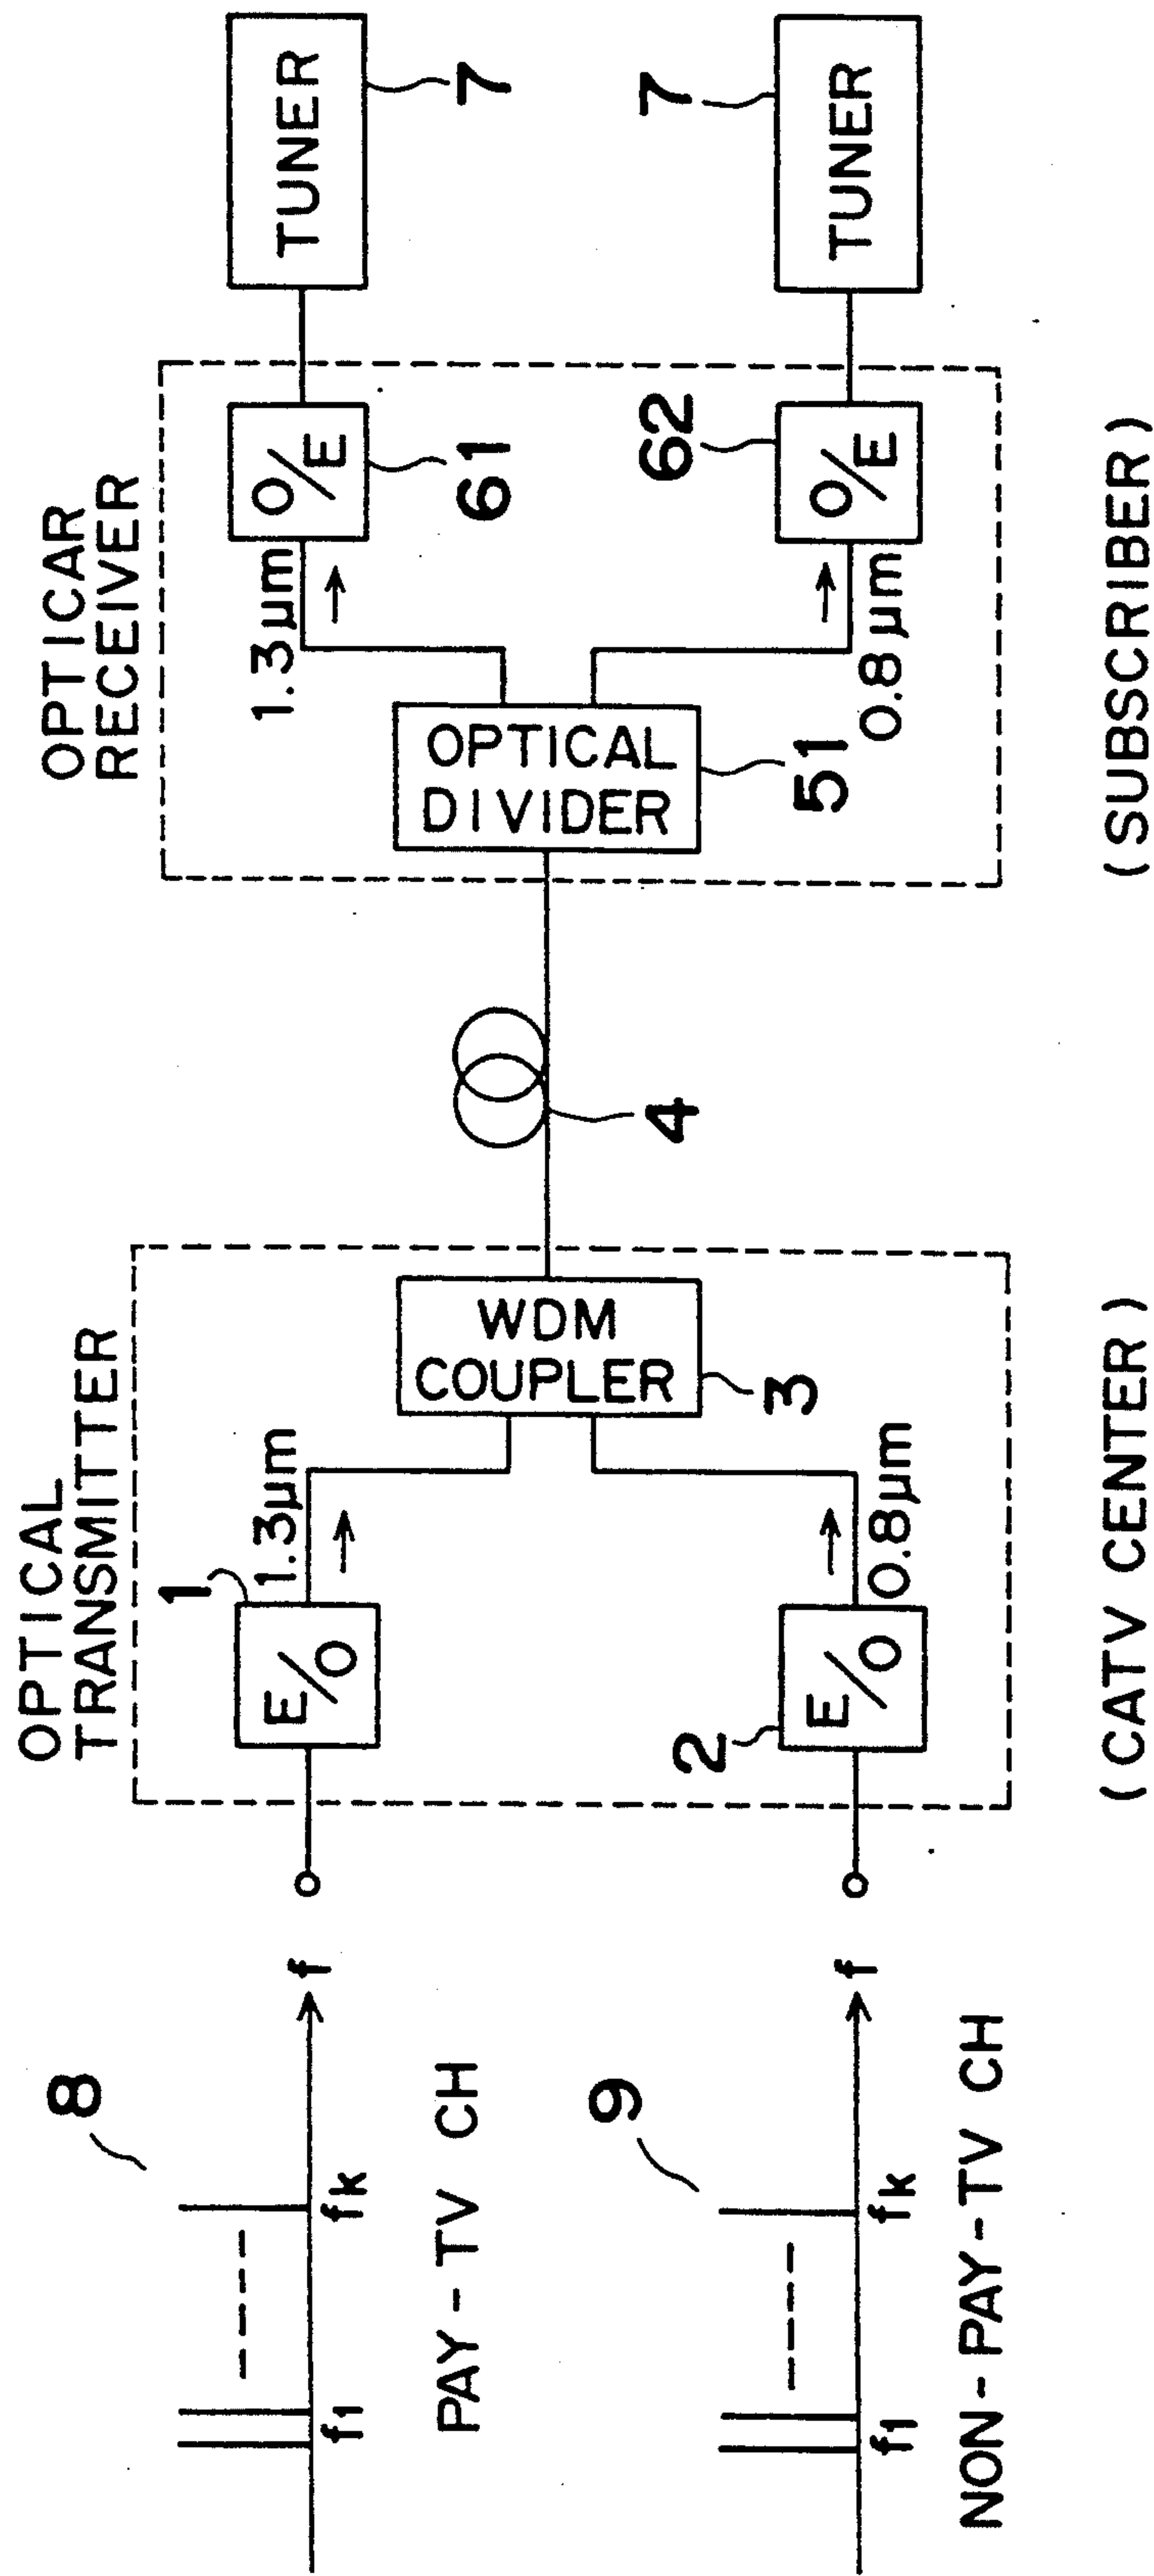 OPTICAL
TRANSMITTER
OPTICAR
RECEIVER
8
f1
fk
f
PAY-TV CH
1
E/O
1.3μm
WDM
COUPLER
3
4
OPTICAL
DIVIDER
51
1.3μm
O/E
61
TUNER
7
9
f1
fk
f
NON-PAY-TV CH
2
E/O
0.8μm
0.8μm
O/E
62
TUNER
7
(CATV CENTER)
(SUBSCRIBER)